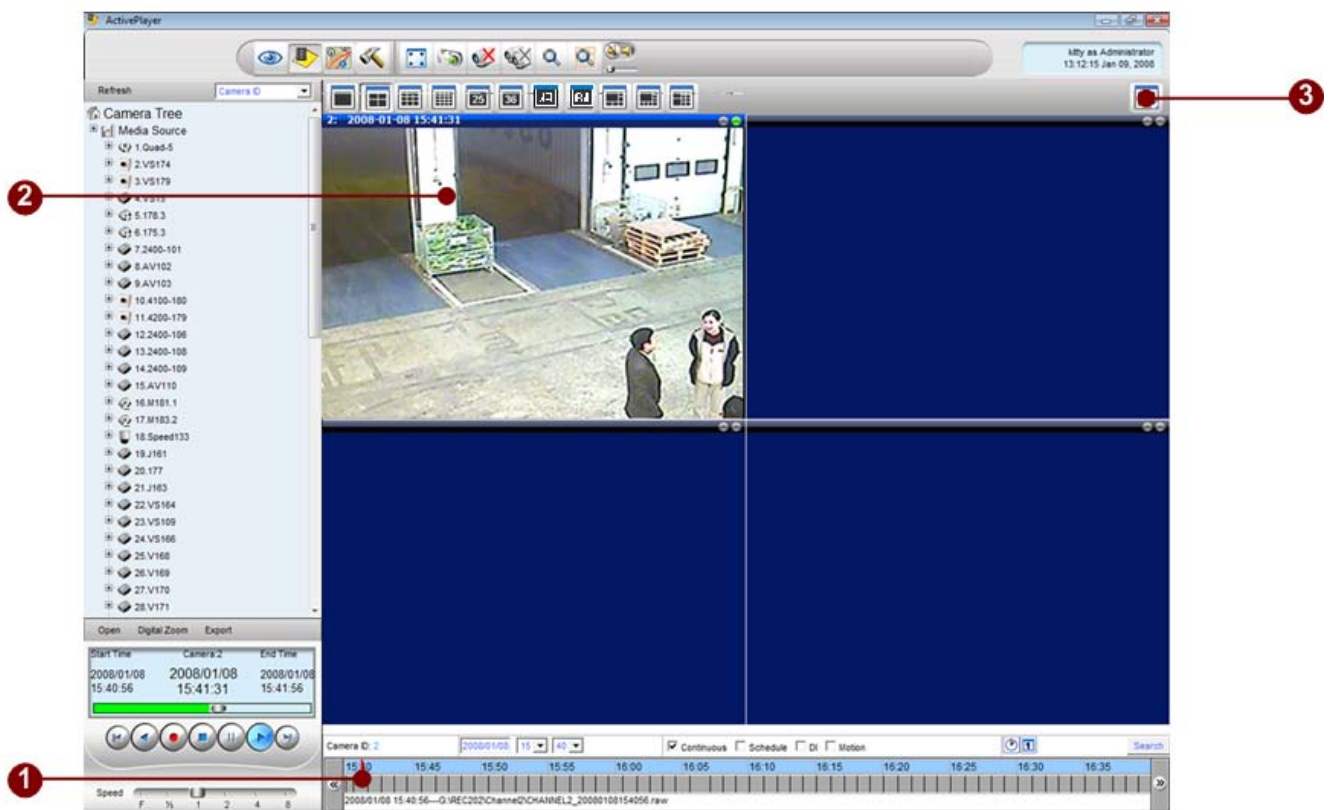 ActivePlayer
kitty as Administrator
13:12:15 Jan 09, 2008
Refresh
Camera ID
25
36
3
Camera Tree
Media Source
1.Quad-5
2.VS174
3.VS179
4.VS13
5.178.3
6.175.3
7.2400-101
8.AV102
9.AV103
10.4100-180
11.4200-179
12.2400-106
13.2400-108
14.2400-109
15.AV110
16.M181.1
17.M183.2
18.Speed133
19.J161
20.177
21.J163
22.VS164
23.VS109
24.VS166
25.V168
26.V169
27.V170
28.V171
2: 2008-01-08 15:41:31
2
Open Digital Zoom Export
Start Time Camera:2 End Time
2008/01/08 2008/01/08 2008/01/08
15:40:56 15:41:31 15:41:56
Speed
F ½ 1 2 4 8
Camera ID: 2 2008/01/08 15 40 Continuous Schedule DI Motion Search
15:45 15:50 15:55 16:00 16:05 16:10 16:15 16:20 16:25 16:30 16:35
1
2008/01/08 15:40:56---G:\REC202\Channel2\CHANNEL2_20080108154056.raw